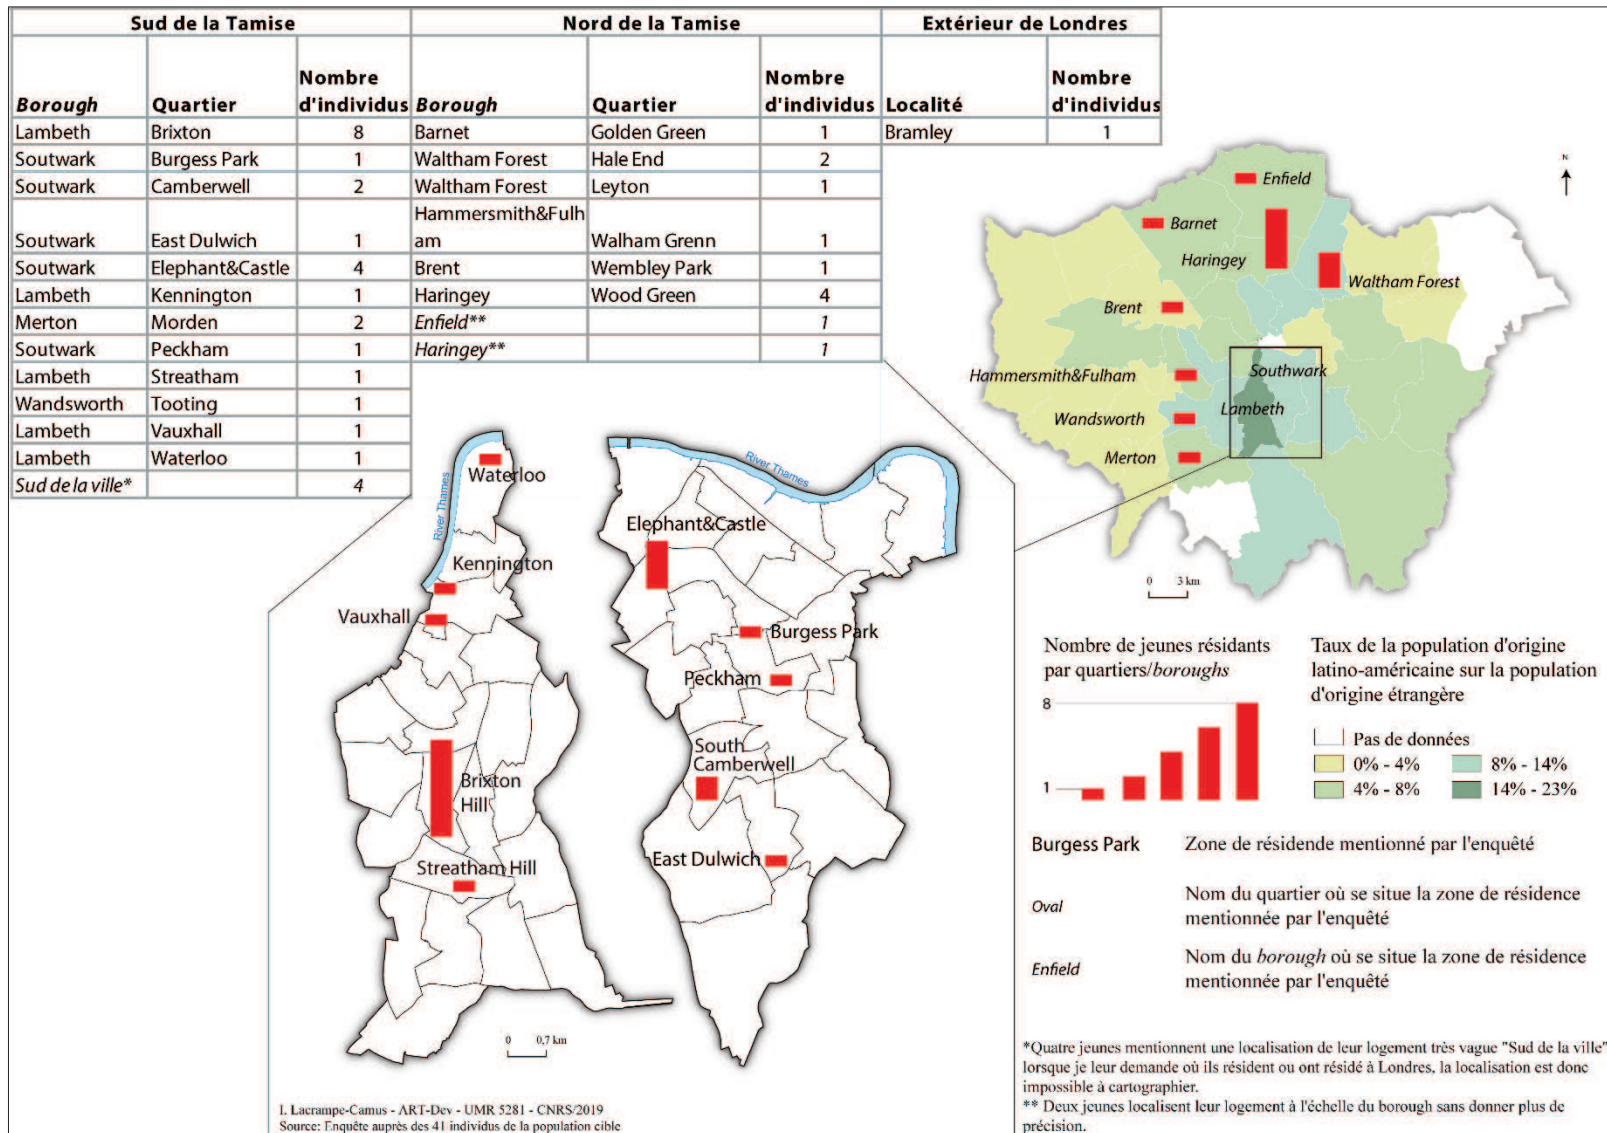 Sud de la Tamise Nord de la Tamise Extérieur de Londres
Borough Quartier Nombre d'individus Borough Quartier Nombre d'individus Localité Nombre d'individus
Lambeth Brixton 8 Barnet Golden Green 1 Bramley 1
Soutwark Burgess Park 1 Waltham Forest Hale End 2
Soutwark Camberwell 2 Waltham Forest Leyton 1
Soutwark East Dulwich 1 Hammersmith&Fulham Walham Grenn 1
Soutwark Elephant&Castle 4 Brent Wembley Park 1
Lambeth Kennington 1 Haringey Wood Green 4
Merton Morden 2 Enfield** 1
Soutwark Peckham 1 Haringey** 1
Lambeth Streatham 1
Wandsworth Tooting 1
Lambeth Vauxhall 1
Lambeth Waterloo 1
Sud de la ville* 4
N
Enfield
Barnet
Haringey
Waltham Forest
Brent
Hammersmith&Fulham
Southwark
Lambeth
Wandsworth
Merton
0 3 km
River Thames
Waterloo
Kennington
Vauxhall
Brixton
Hill
Streatham Hill
River Thames
Elephant&Castle
Burgess Park
Peckham
South
Camberwell
East Dulwich
0 0,7 km
Nombre de jeunes résidants
par quartiers/boroughs
8
1
Taux de la population d'origine
latino-américaine sur la population
d'origine étrangère
Pas de données
0% - 4% 8% - 14%
4% - 8% 14% - 23%
Burgess Park Zone de résidende mentionné par l'enquêté
Oval Nom du quartier où se situe la zone de résidence
mentionnée par l'enquêté
Enfield Nom du borough où se situe la zone de résidence
mentionnée par l'enquêté
*Quatre jeunes mentionnent une localisation de leur logement très vague "Sud de la ville"
lorsque je leur demande où ils résident ou ont résidé à Londres, la localisation est donc
impossible à cartographier.
** Deux jeunes localisent leur logement à l'échelle du borough sans donner plus de
précision.
I. Lacrampe-Camus - ART-Dev - UMR 5281 - CNRS/2019
Source: Enquête auprès des 41 individus de la population cible